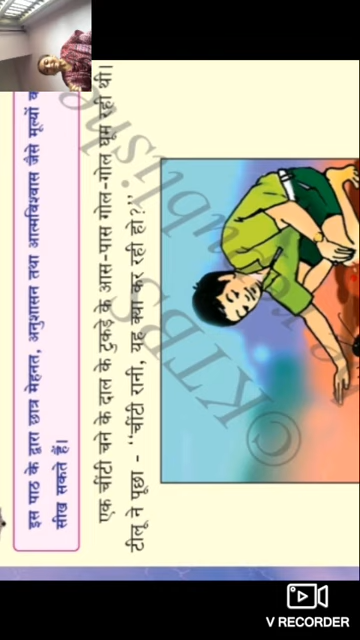 इस पाठ के द्वारा छात्र मेहनत, अनुशासन तथा आत्मविश्वास जैसे मूल्यों
सीख सकते हैं।
एक चींटी चने के दाल के टुकड़े के आस-पास गोल-गोल घूम रही थी।
टीलू ने पूछा - "चींटी रानी, यह क्या कर रही हो?"
©KTBS
V RECORDER